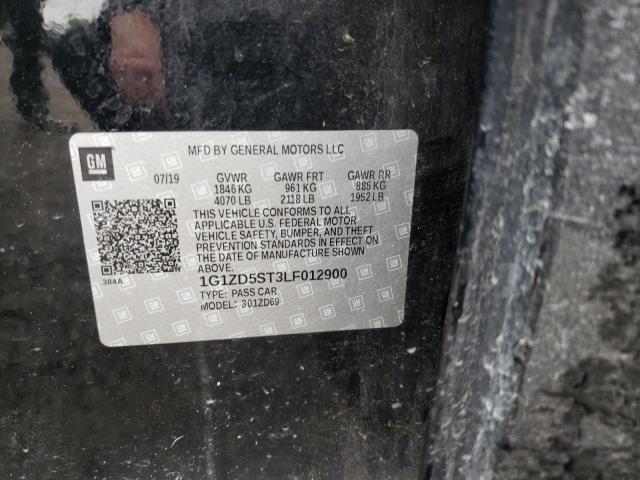 GM
MFD BY GENERAL MOTORS LLC
07/19 GVWR GAWR FRT GAWR RR
1846 KG 961 KG 885 KG
4070 LB 2118 LB 1952 LB
THIS VEHICLE CONFORMS TO ALL
APPLICABLE U.S. FEDERAL MOTOR
VEHICLE SAFETY, BUMPER, AND THEFT
PREVENTION STANDARDS IN EFFECT ON
THE DATE OF MANUFACTURE SHOWN
ABOVE.
384A
1G1ZD5ST3LF012900
TYPE: PASS CAR
MODEL: 301ZD69